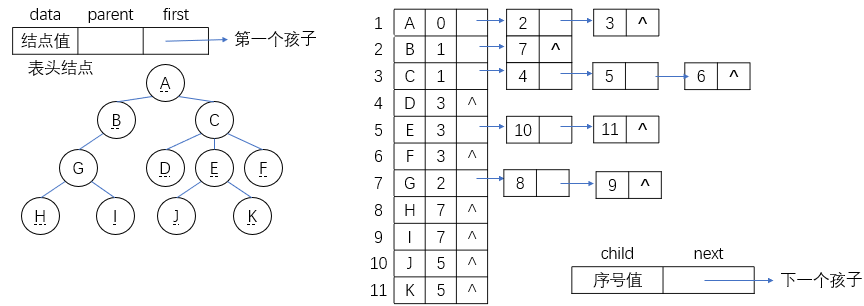 data parent first
结点值
第一个孩子
表头结点
A
B C
G D E F
H I J K
1 A 0 2 3 ^
2 B 1 7 ^
3 C 1 4 5 6 ^
4 D 3 ^
5 E 3 10 11 ^
6 F 3 ^
7 G 2 8 9 ^
8 H 7 ^
9 I 7 ^
10 J 5 ^
11 K 5 ^
child next
序号值
下一个孩子